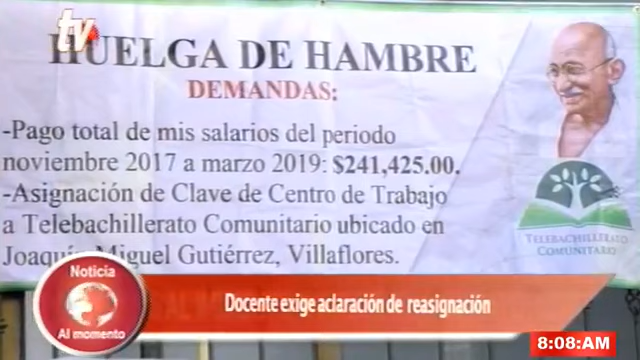 tv
HUELGA DE HAMBRE
DEMANDAS:
-Pago total de mis salarios del periodo
noviembre 2017 a marzo 2019: $241,425.00.
-Asignación de Clave de Centro de Trabajo
a Telebachillerato Comunitario ubicado en
Joaquín Miguel Gutiérrez, Villaflores.
TELEBACHILLERATO
COMUNITARIO
Noticia
Al momento
Docente exige aclaración de reasignación
8:08:AM